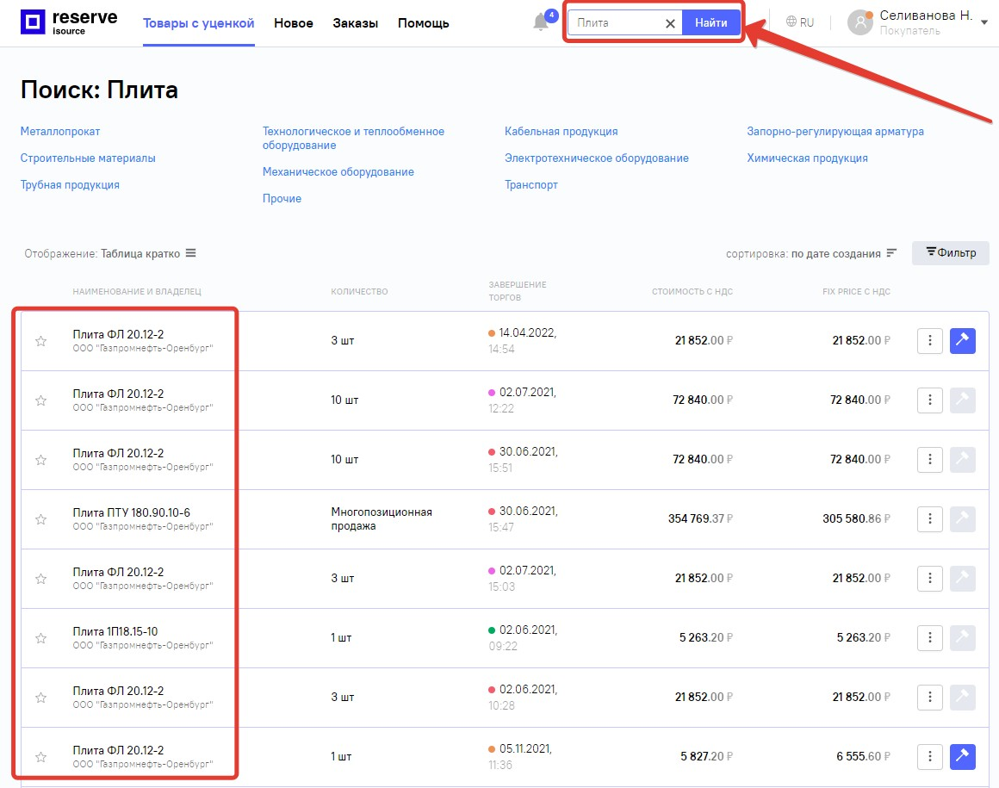 reserve
isource
Товары с уценкой
Новое
Заказы
Помощь
4
Плита
Найти
RU
Селиванова Н.
Покупатель
Поиск: Плита
Металлопрокат
Строительные материалы
Трубная продукция
Технологическое и теплообменное
оборудование
Механическое оборудование
Прочие
Кабельная продукция
Электротехническое оборудование
Транспорт
Запорно-регулирующая арматура
Химическая продукция
Отображение: Таблица кратко
сортировка: по дате создания
Фильтр
НАИМЕНОВАНИЕ И ВЛАДЕЛЕЦ
КОЛИЧЕСТВО
ЗАВЕРШЕНИЕ
ТОРГОВ
СТОИМОСТЬ С НДС
FIX PRICE С НДС
Плита ФЛ 20.12-2
ООО "Газпромнефть-Оренбург"
3 шт
14.04.2022,
14:54
21 852.00 ₽
21 852.00 ₽
Плита ФЛ 20.12-2
ООО "Газпромнефть-Оренбург"
10 шт
02.07.2021,
12:22
72 840.00 ₽
72 840.00 ₽
Плита ФЛ 20.12-2
ООО "Газпромнефть-Оренбург"
10 шт
30.06.2021,
15:51
72 840.00 ₽
72 840.00 ₽
Плита ПТУ 180.90.10-6
ООО "Газпромнефть-Оренбург"
Многопозиционная
продажа
30.06.2021,
15:47
354 769.37 ₽
305 580.86 ₽
Плита ФЛ 20.12-2
ООО "Газпромнефть-Оренбург"
3 шт
02.07.2021,
15:03
21 852.00 ₽
21 852.00 ₽
Плита 1П18.15-10
ООО "Газпромнефть-Оренбург"
1 шт
02.06.2021,
09:22
5 263.20 ₽
5 263.20 ₽
Плита ФЛ 20.12-2
ООО "Газпромнефть-Оренбург"
3 шт
02.06.2021,
10:28
21 852.00 ₽
21 852.00 ₽
Плита ФЛ 20.12-2
ООО "Газпромнефть-Оренбург"
1 шт
05.11.2021,
11:36
5 827.20 ₽
6 555.60 ₽